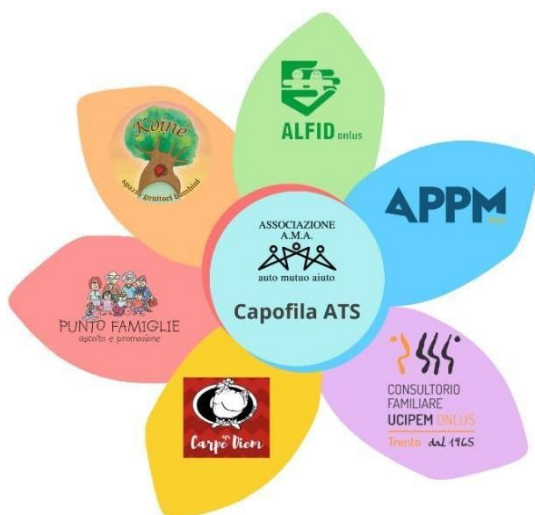 ALFID onlus
Koinè
spazio genitori bambini
APPM
ASSOCIAZIONE
A.M.A.
auto mutuo aiuto
Capofila ATS
PUNTO FAMIGLIE
ascolto e promozione
CONSULTORIO
FAMILIARE
UCIPEM ONLUS
Trento dal 1965
aps
Carpe Diem